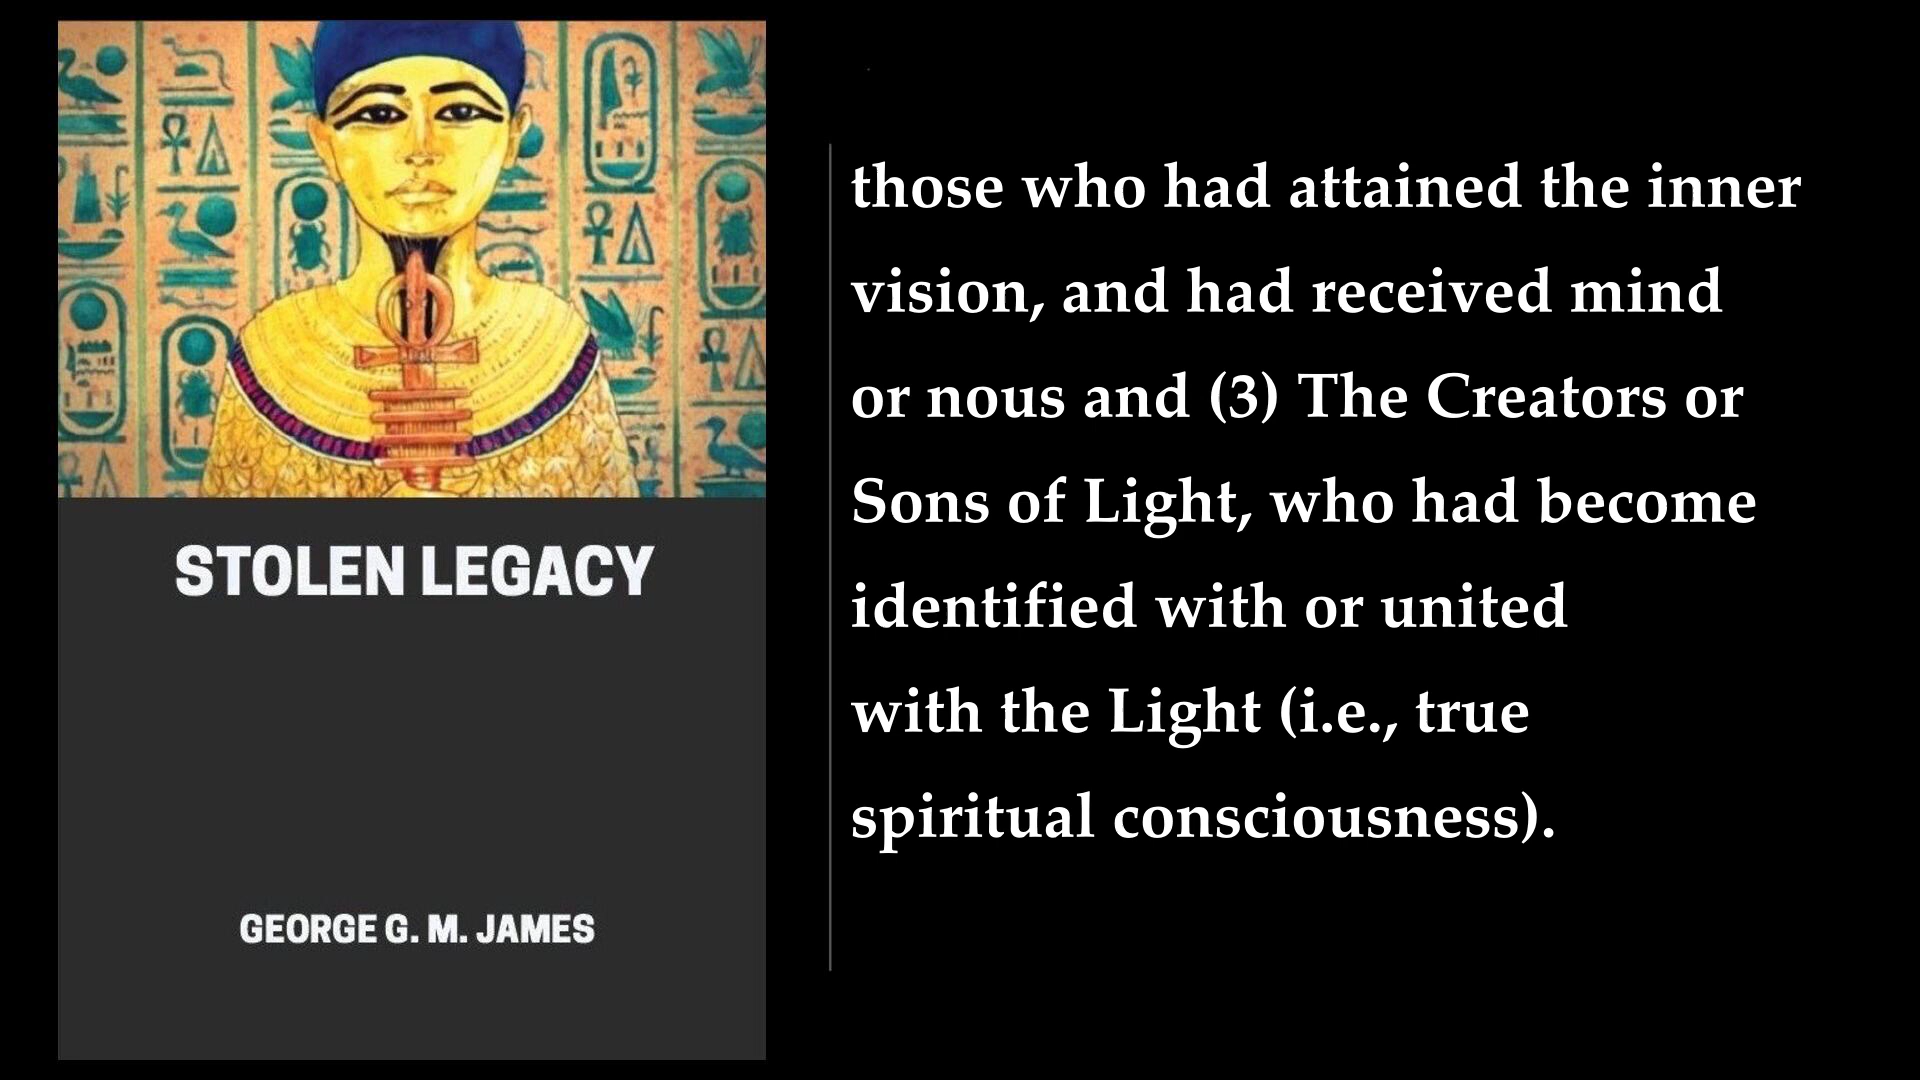 STOLEN LEGACY
GEORGE G. M. JAMES
those who had attained the inner
vision, and had received mind
or nous and (3) The Creators or
Sons of Light, who had become
identified with or united
with the Light (i.e., true
spiritual consciousness).